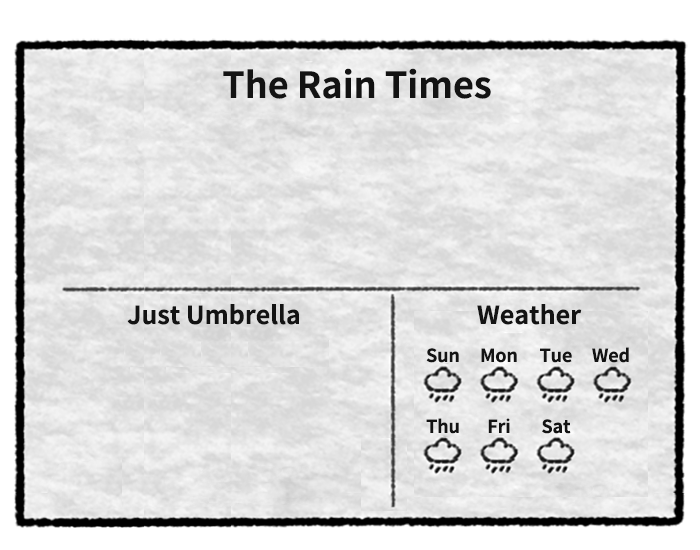 The Rain Times
Just Umbrella
Weather
Sun Mon Tue Wed
Thu Fri Sat